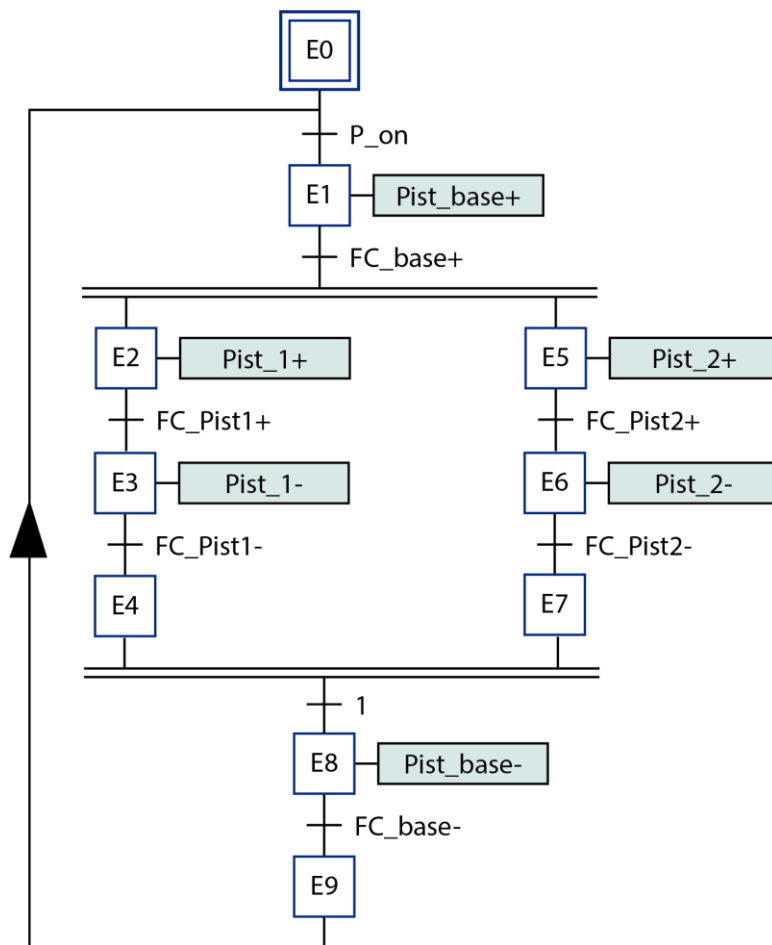 E0
P_on
E1 Pist_base+
FC_base+
E2 Pist_1+ E5 Pist_2+
FC_Pist1+ FC_Pist2+
E3 Pist_1- E6 Pist_2-
FC_Pist1- FC_Pist2-
E4 E7
1
E8 Pist_base-
FC_base-
E9